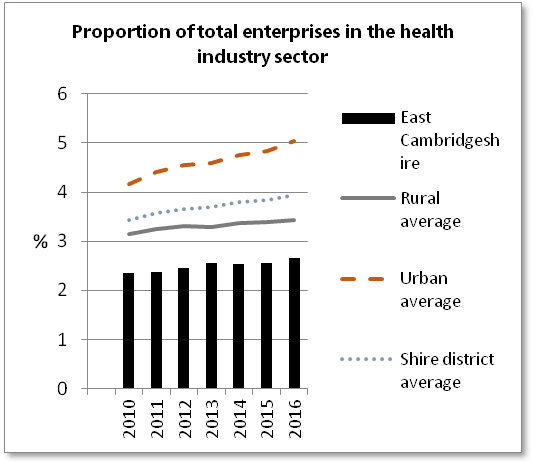 Proportion of total enterprises in the health
industry sector
6
5
4
3
2
1
0
%
2010
2011
2012
2013
2014
2015
2016
East
Cambridgesh
ire
Rural
average
Urban
average
Shire district
average